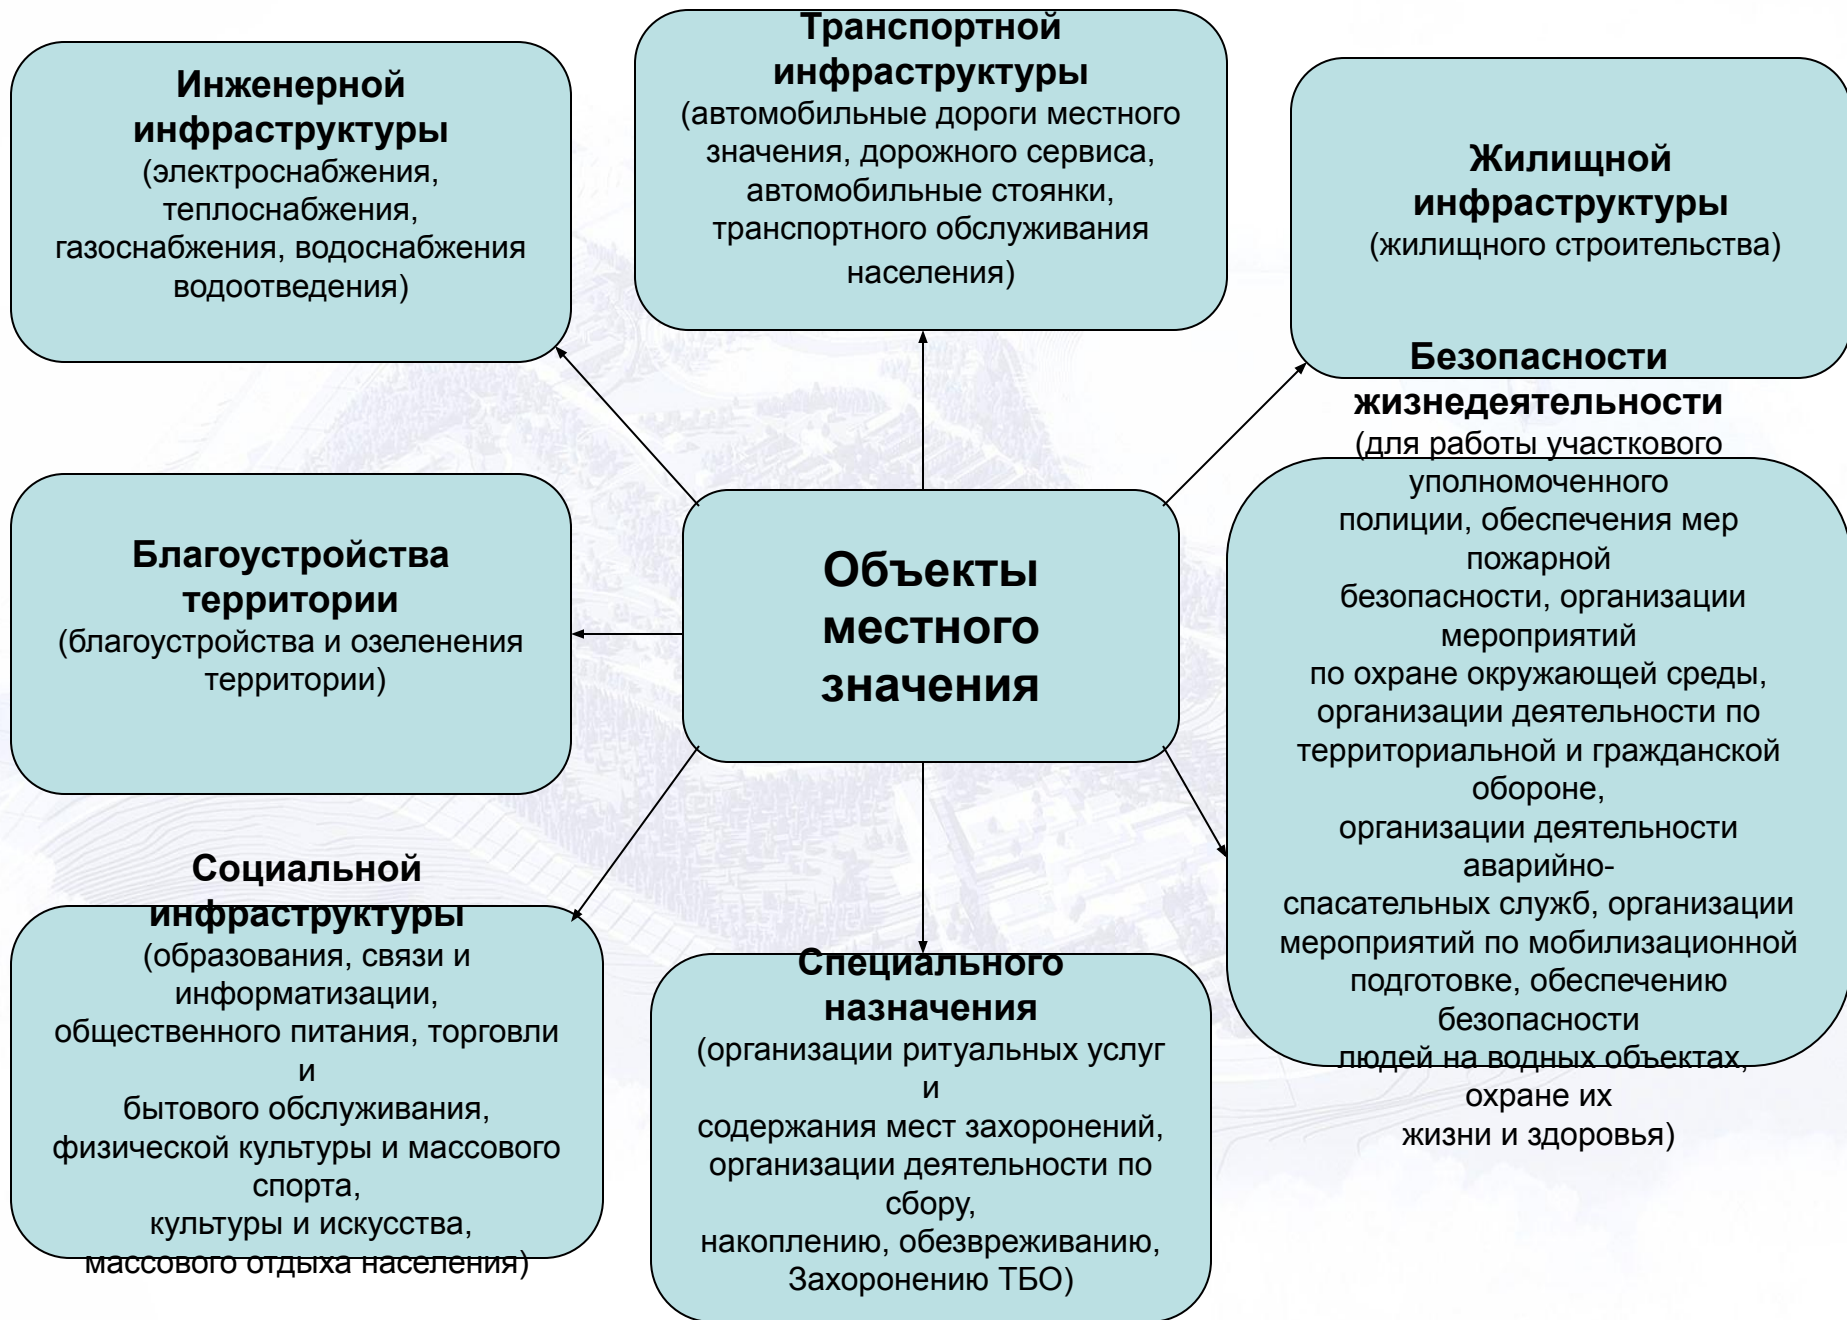 Инженерной
инфраструктуры
(электроснабжения,
теплоснабжения,
газоснабжения, водоснабжения
водоотведения)
Транспортной
инфраструктуры
(автомобильные дороги местного
значения, дорожного сервиса,
автомобильные стоянки,
транспортного обслуживания
населения)
Жилищной
инфраструктуры
(жилищного строительства)
Благоустройства
территории
(благоустройства и озеленения
территории)
Объекты
местного
значения
Безопасности
жизнедеятельности
(для работы участкового
уполномоченного
полиции, обеспечения мер
пожарной
безопасности, организации
мероприятий
по охране окружающей среды,
организации деятельности по
территориальной и гражданской
обороне,
организации деятельности
аварийно-
спасательных служб, организации
мероприятий по мобилизационной
подготовке, обеспечению
безопасности
людей на водных объектах,
охране их
жизни и здоровья)
Социальной
инфраструктуры
(образования, связи и
информатизации,
общественного питания, торговли
и
бытового обслуживания,
физической культуры и массового
спорта,
культуры и искусства,
массового отдыха населения)
Специального
назначения
(организации ритуальных услуг
и
содержания мест захоронений,
организации деятельности по
сбору,
накоплению, обезвреживанию,
Захоронению ТБО)